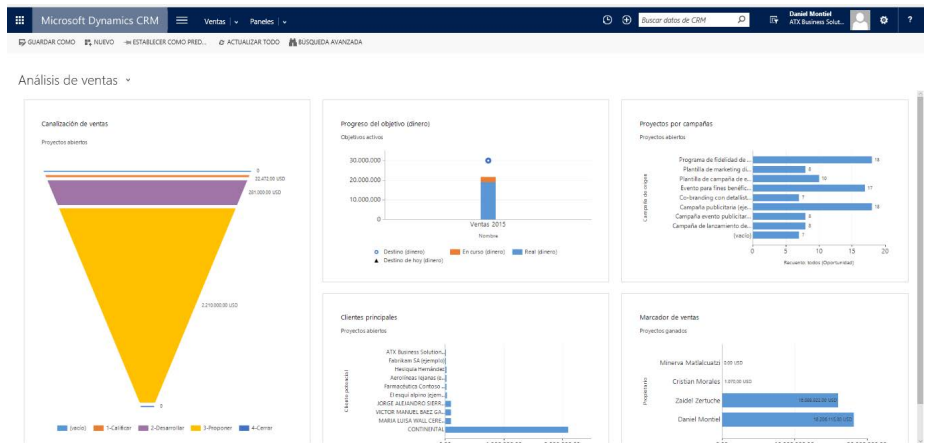 Microsoft Dynamics CRM
Ventas
Paneles
Buscar datos de CRM
Daniel Montiel
ATX Business Solut...
?
GUARDAR COMO
NUEVO
ESTABLECER COMO PRED...
ACTUALIZAR TODO
BÚSQUEDA AVANZADA
Análisis de ventas
Canalización de ventas
Proyectos abiertos
0
2.210.000,00 USD
0
(vacío) 1-Calificar 2-Desarrollar 3-Proponer 4-Cerrar
Progreso del objetivo (dinero)
Objetivos activos
30.000.000
20.000.000
10.000.000
0
Ventas 2015
Nombre
Destino (dinero) En curso (dinero) Real (dinero)
Destino de hoy (dinero)
Proyectos por campañas
Proyectos abiertos
Campaña de origen
Programa de fidelidad de ... 18
Plantilla de marketing di... 8
Plantilla de campaña de e... 10
Evento para fines benéfic... 17
Co-branding con detallist... 7
Campaña publicitaria (eje... 18
Campaña evento publicitar... 8
Campaña de lanzamiento de... 8
(vacío) 7
0 5 10 15 20
Recuento: todos (Oportunidad)
Clientes principales
Proyectos abiertos
Cliente potencial
ATX Business Solution...
Fabrikam SA (ejemplo)
Hesiquia Hernández
Aerolíneas lejanas (e...
Farmacéutica Contoso ...
El esquí alpino (ejem...
JORGE ALEJANDRO SIERR...
VICTOR MANUEL BAEZ GA...
MARIA LUISA WALL CERE...
CONTINENTAL
Marcador de ventas
Proyectos ganados
Propietario
Minerva Matlalcuatzi 0,00 USD
Cristian Morales
Zaidel Zertuche
Daniel Montiel